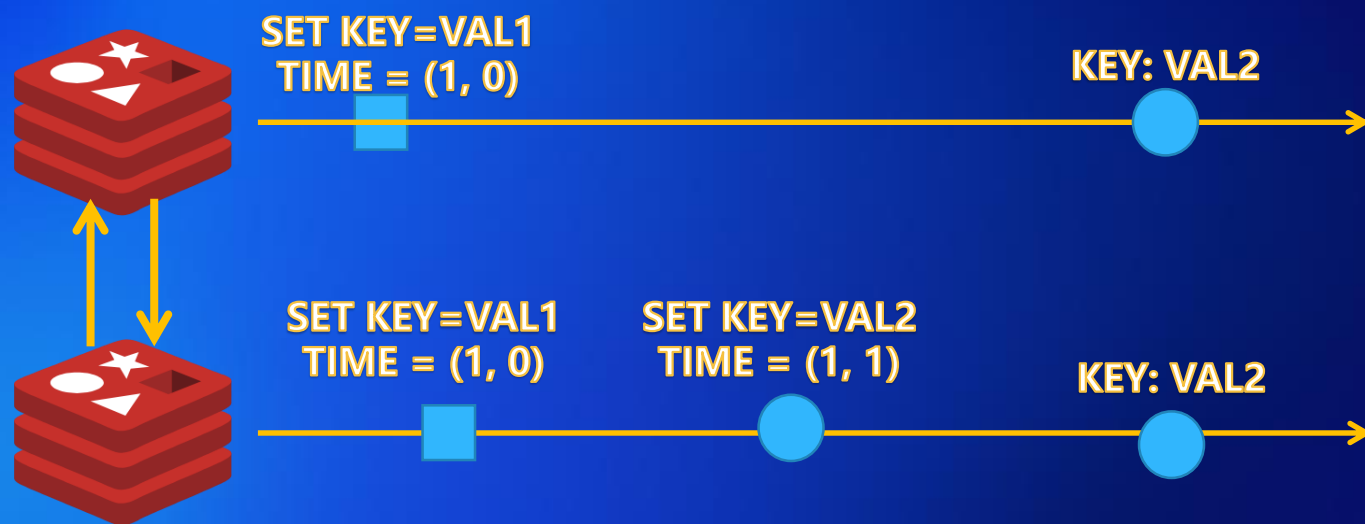 SET KEY=VAL1
TIME = (1, 0)
KEY: VAL2
SET KEY=VAL1
TIME = (1, 0)
SET KEY=VAL2
TIME = (1, 1)
KEY: VAL2